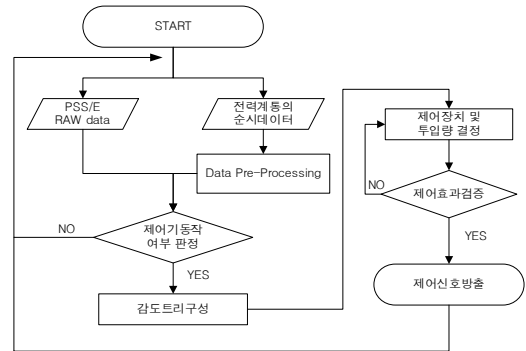 START
PSS/E
RAW data
전력계통의
순시데이터
Data Pre-Processing
제어기동작
여부 판정
NO
YES
감도트리구성
제어장치 및
투입량 결정
제어효과검증
NO
YES
제어신호방출